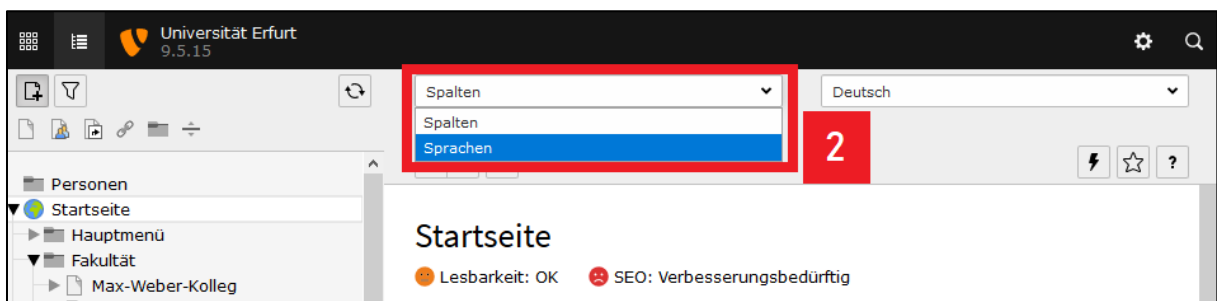 Universität Erfurt
9.5.15
Spalten
Deutsch
Spalten
Sprachen
2
?
Personen
Startseite
Hauptmenü
Fakultät
Max-Weber-Kolleg
Startseite
Lesbarkeit: OK
SEO: Verbesserungsbedürftig